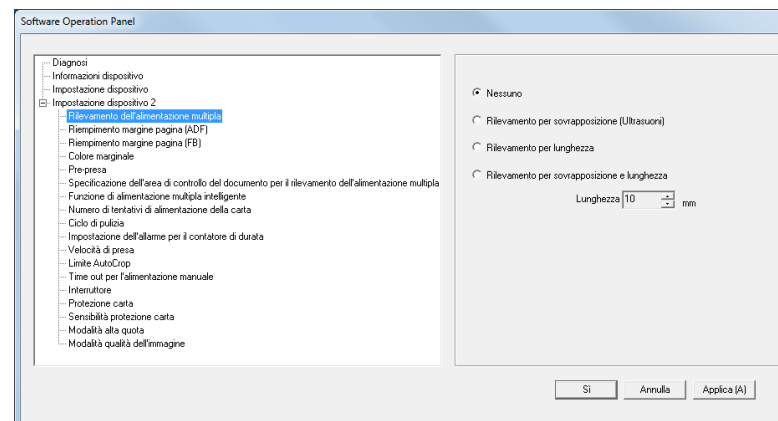 Software Operation Panel
Diagnosi
Informazioni dispositivo
Impostazione dispositivo
Impostazione dispositivo 2
Rilevamento dell'alimentazione multipla
Riempimento margine pagina (ADF)
Riempimento margine pagina (FB)
Colore marginale
Pre-presa
Specificazione dell'area di controllo del documento per il rilevamento dell'alimentazione multipla
Funzione di alimentazione multipla intelligente
Numero di tentativi di alimentazione della carta
Ciclo di pulizia
Impostazione dell'allarme per il contatore di durata
Velocità di presa
Limite AutoCrop
Time out per l'alimentazione manuale
Interruttore
Protezione carta
Sensibilità protezione carta
Modalità alta quota
Modalità qualità dell'immagine
Nessuno
Rilevamento per sovrapposizione (Ultrasuoni)
Rilevamento per lunghezza
Rilevamento per sovrapposizione e lunghezza
Lunghezza 10 mm
Sì Annulla Applica (A)